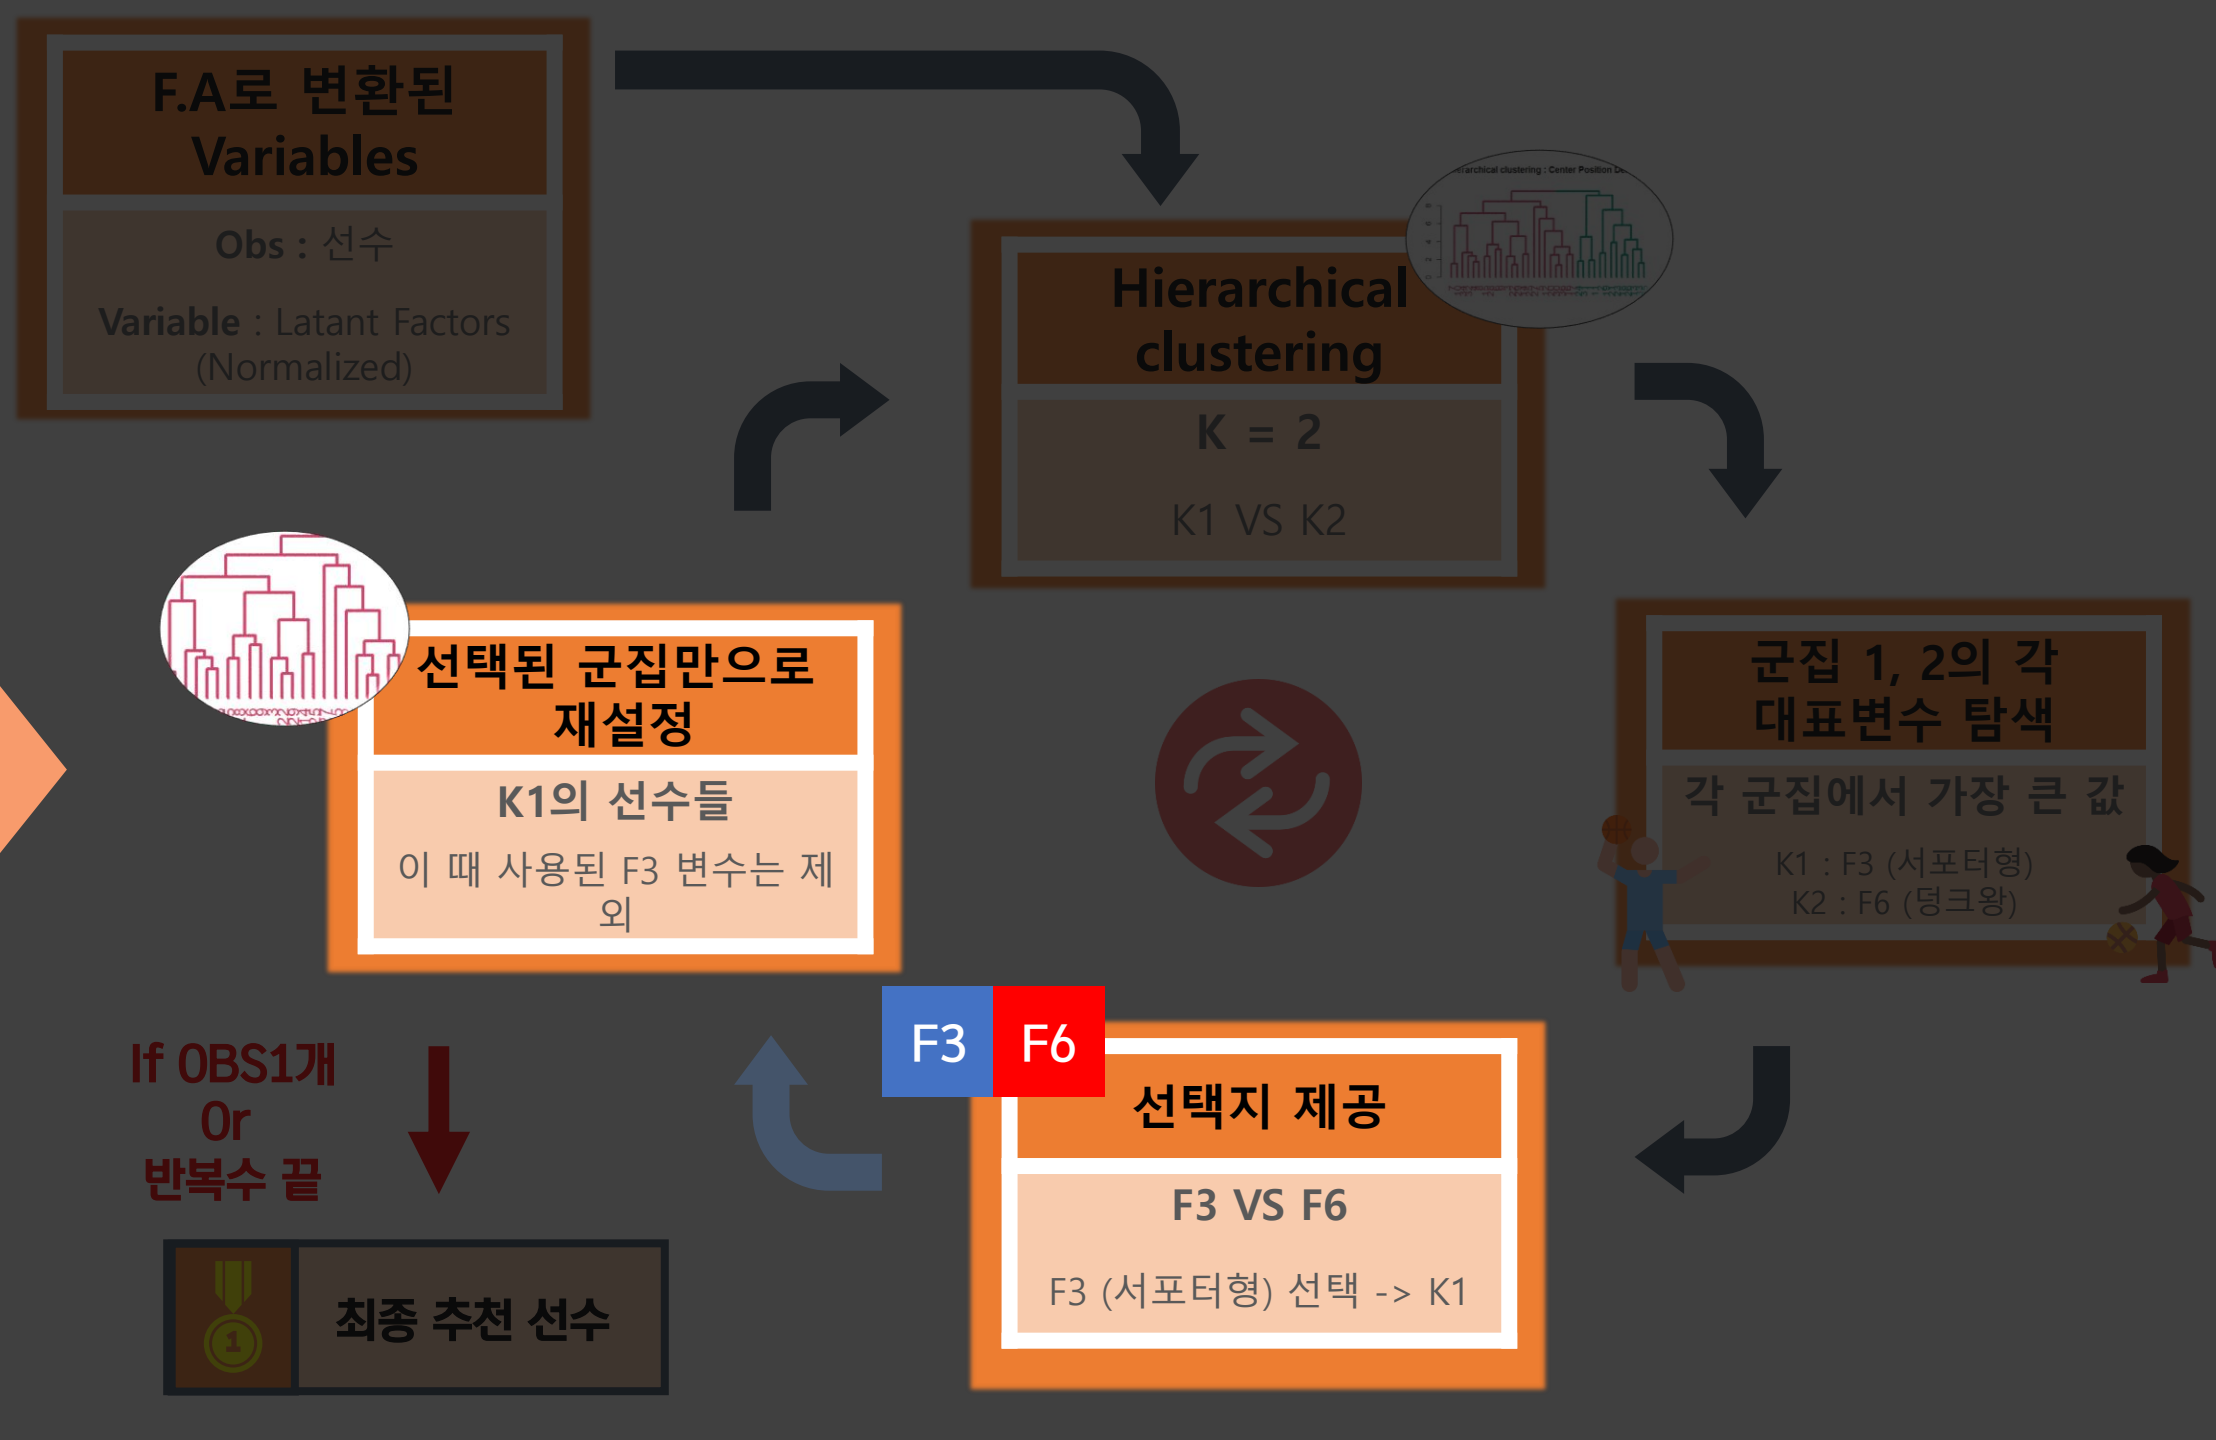 F.A로 변환된
Variables
Obs : 선수
Variable : Latant Factors
(Normalized)
rarchical clustering : Center Position De
Hierarchical
clustering
K = 2
K1 VS K2
선택된 군집만으로
재설정
K1의 선수들
이 때 사용된 F3 변수는 제
외
군집 1, 2의 각
대표변수 탐색
각 군집에서 가장 큰 값
K1 : F3 (서포터형)
K2 : F6 (덩크왕)
F3 F6
선택지 제공
F3 VS F6
F3 (서포터형) 선택 -> K1
If OBS1개
Or
반복수 끝
1
최종 추천 선수